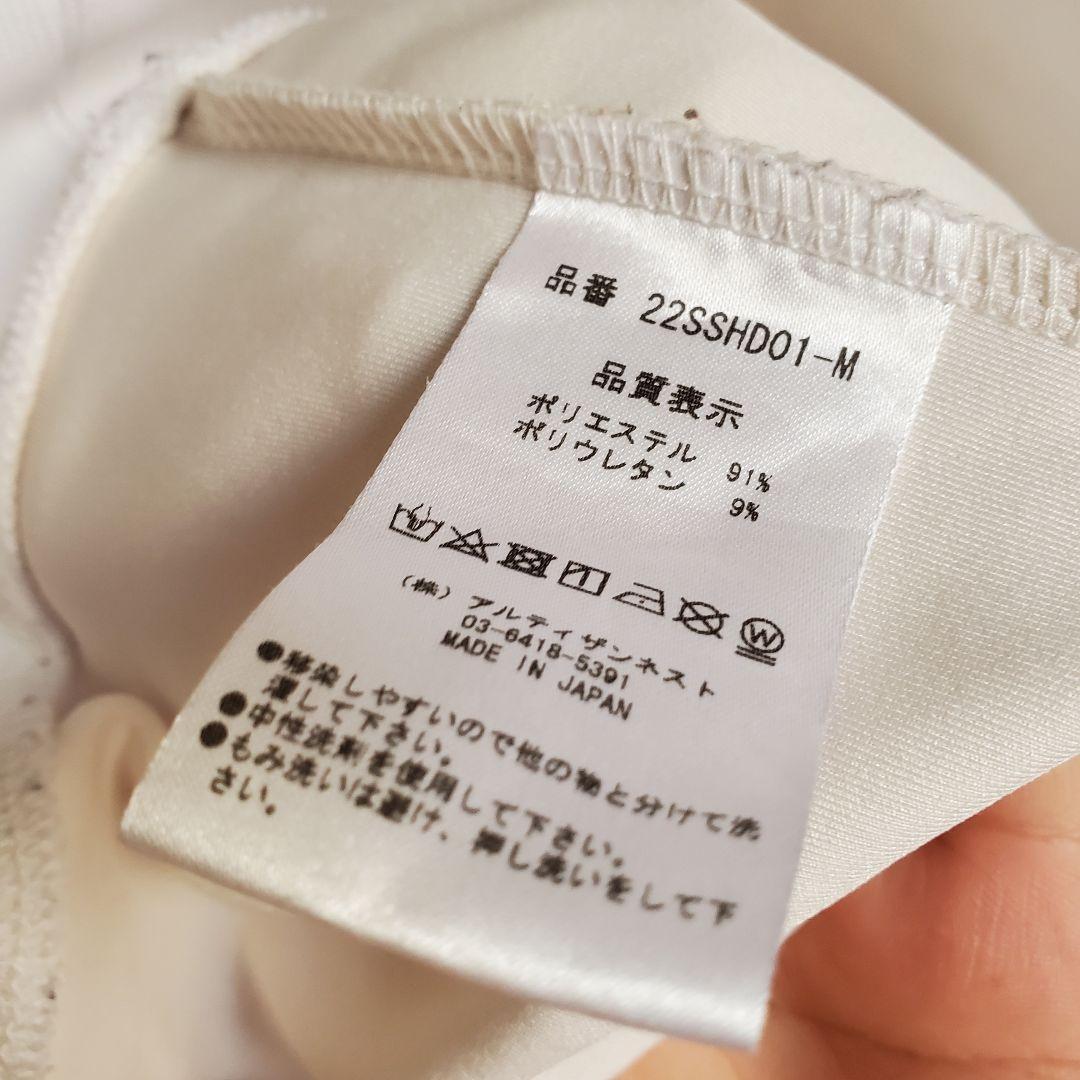 品番 22SSHD01-M
品質表示
ポリエステル 91%
ポリウレタン 9%
W
(株)アルティザンネスト
03-6418-5391
MADE IN JAPAN
●移染しやすいので他の物と分けて洗
濯して下さい。
●中性洗剤を使用して下さい。
●もみ洗いは避け、押し洗いをして下
さい。